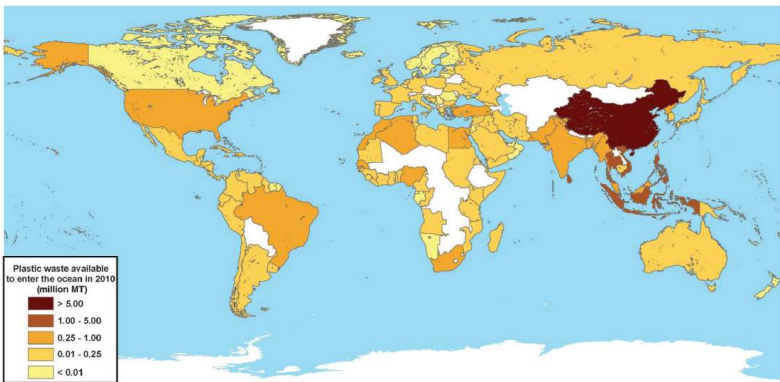 Plastic waste available
to enter the ocean in 2010
(million MT)
> 5.00
1.00 - 5.00
0.25 - 1.00
0.01 - 0.25
< 0.01